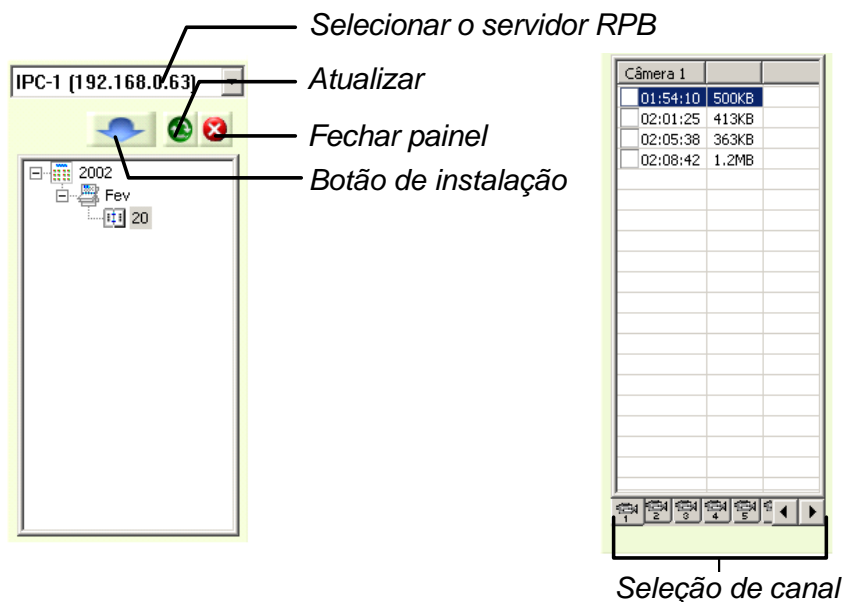 Selecionar o servidor RPB
IPC-1 (192.168.0.63)
Atualizar
Fechar painel
Botão de instalação
2002
Fev
20
Câmera 1
01:54:10 500KB
02:01:25 413KB
02:05:38 363KB
02:08:42 1.2MB
1 2 3 4 5
Seleção de canal